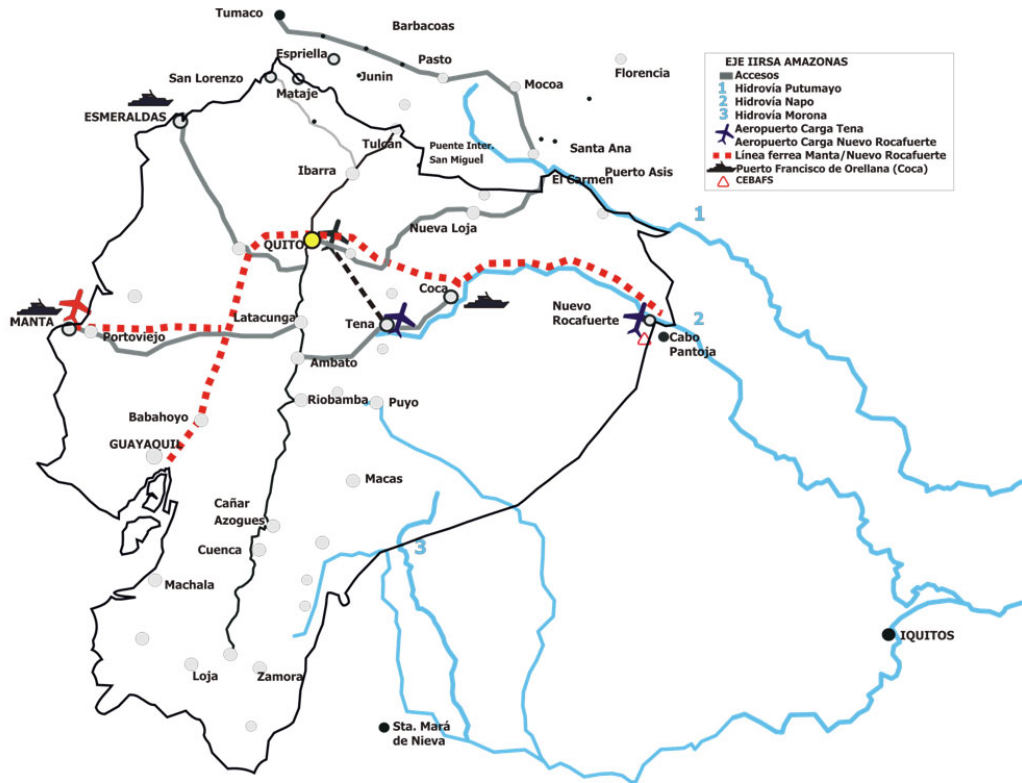 Tumaco
Barbacoas
Espriella
Pasto
San Lorenzo
Junin
Florencia
Mataje
Mocoa
ESMERALDAS
Tulcán
Santa Ana
Puente Inter.
San Miguel
Ibarra
El Carmen
Puerto Asis
1
Nueva Loja
QUITO
Coca
MANTA
Latacunga
Tena
Nuevo
Rocafuerte
2
Portoviejo
Cabo
Pantoja
Ambato
Riobamba
Puyo
Babahoyo
GUAYAQUIL
Macas
Cañar
Azogues
Cuenca
3
Machala
IQUITOS
Loja
Zamora
Sta. Mará
de Nieva
EJE IIRSA AMAZONAS
Accesos
1 Hidrovía Putumayo
2 Hidrovía Napo
3 Hidrovía Morona
Aeropuerto Carga Tena
Aeropuerto Carga Nuevo Rocafuerte
Línea ferrea Manta/Nuevo Rocafuerte
Puerto Francisco de Orellana (Coca)
CEBAFS